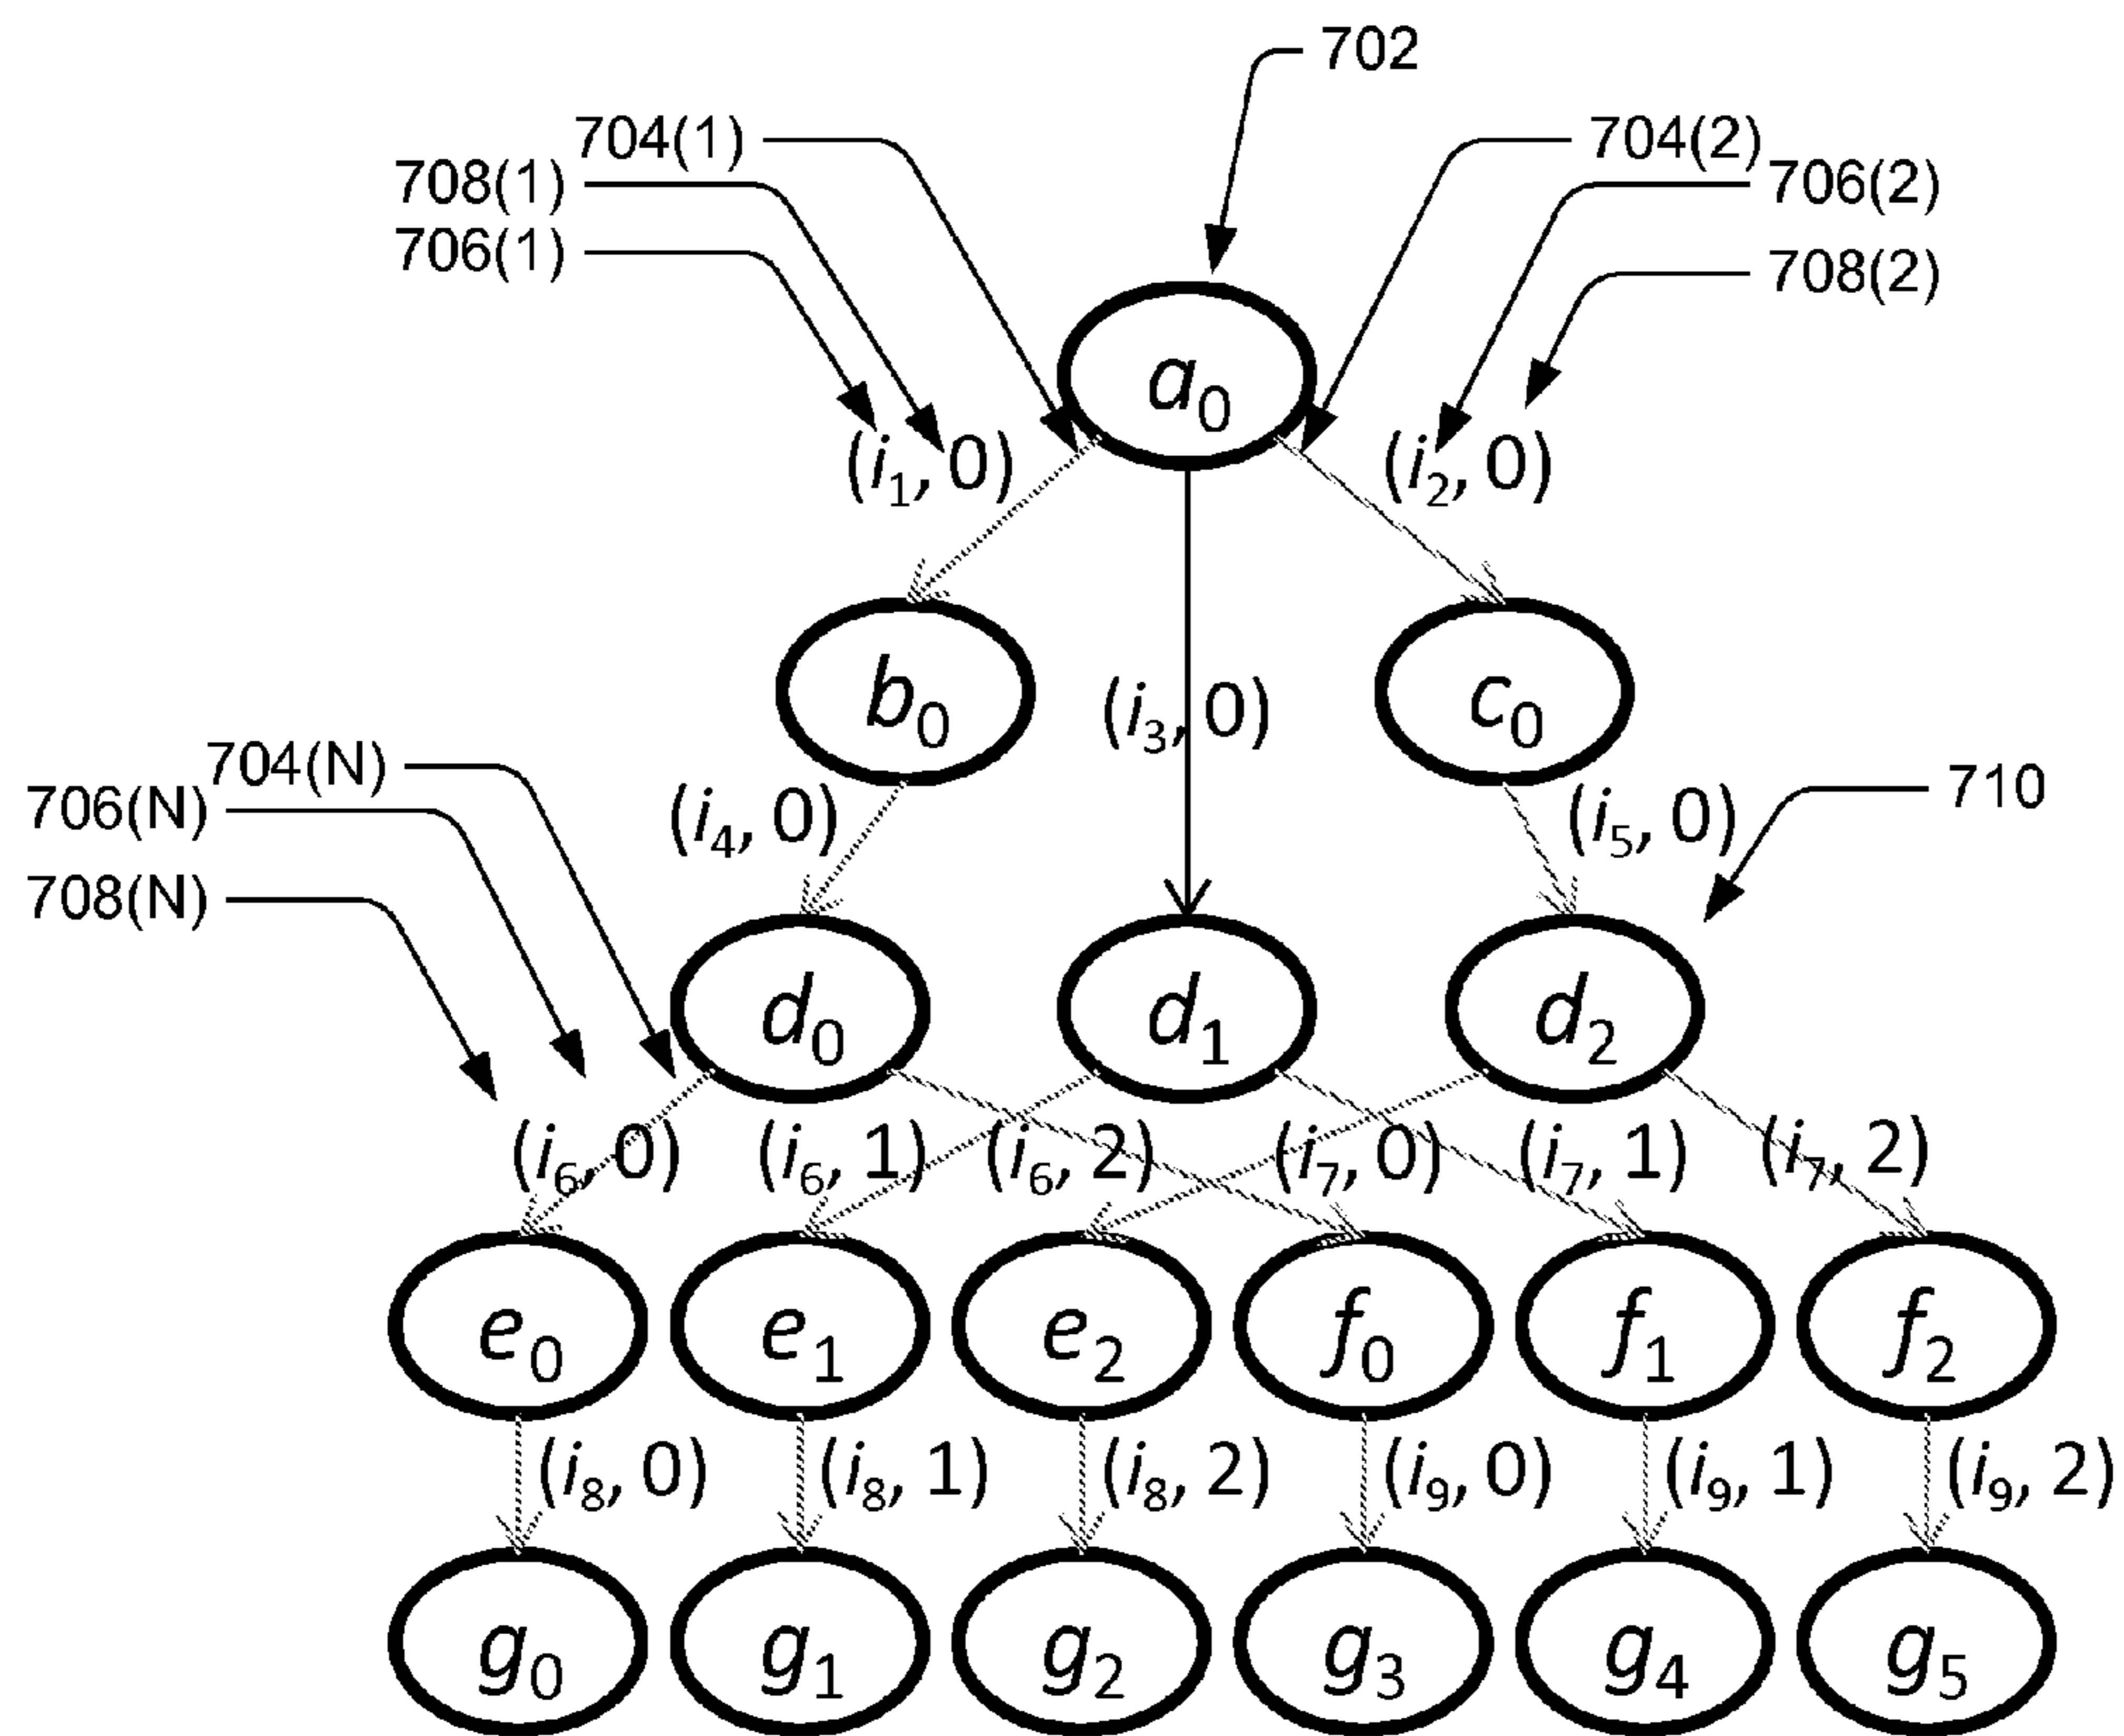 702
704(1)
704(2)
708(1)
706(2)
706(1)
708(2)
a₀
(i₁, 0)
(i₂, 0)
b₀
(i₃, 0)
c₀
704(N)
706(N)
710
(i₄, 0)
(i₅, 0)
708(N)
d₀
d₁
d₂
(i₆, 0) (i₆, 1) (i₆, 2) (i₇, 0) (i₇, 1) (i₇, 2)
e₀ e₁ e₂ f₀ f₁ f₂
(i₈, 0) (i₈, 1) (i₈, 2) (i₉, 0) (i₉, 1) (i₉, 2)
g₀ g₁ g₂ g₃ g₄ g₅